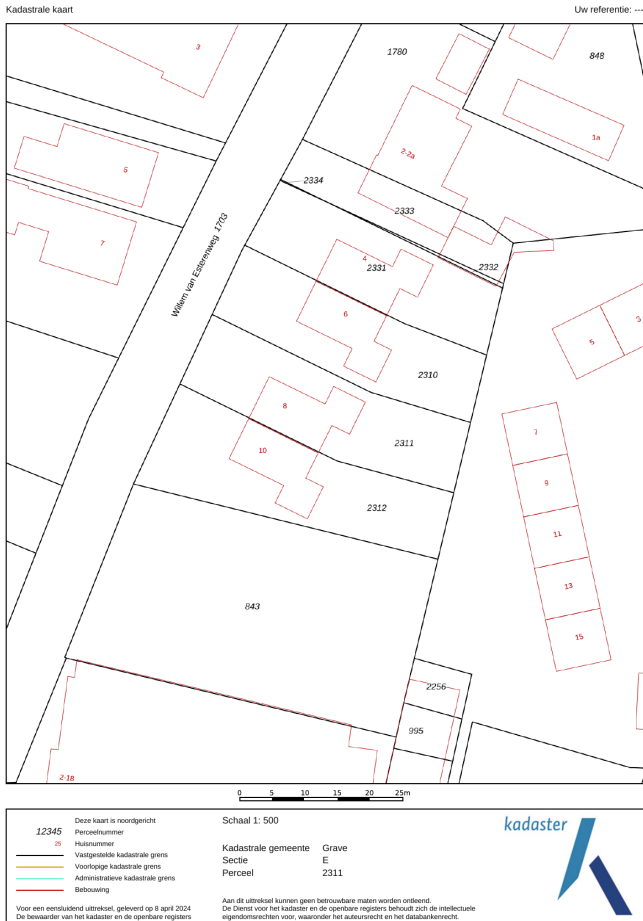 Kadastrale kaart
Uw referentie: ---
3
1780
848
1a
6
2-2a
2334
2333
7
Willem van Esterenweg 1703
4
2331
2332
6
5
3
2310
8
7
10
2311
9
2312
11
13
843
15
2256
995
2-1B
0 5 10 15 20 25m
Deze kaart is noordgericht
12345 Perceelnummer
25 Huisnummer
Vastgestelde kadastrale grens
Voorlopige kadastrale grens
Administratieve kadastrale grens
Bebouwing
Voor een eensluidend uittreksel, geleverd op 8 april 2024
De bewaarder van het kadaster en de openbare registers
Schaal 1: 500
Kadastrale gemeente Grave
Sectie E
Perceel 2311
Aan dit uittreksel kunnen geen betrouwbare maten worden ontleend.
De Dienst voor het kadaster en de openbare registers behoudt zich de intellectuele
eigendomsrechten voor, waaronder het auteursrecht en het databankenrecht.
kadaster